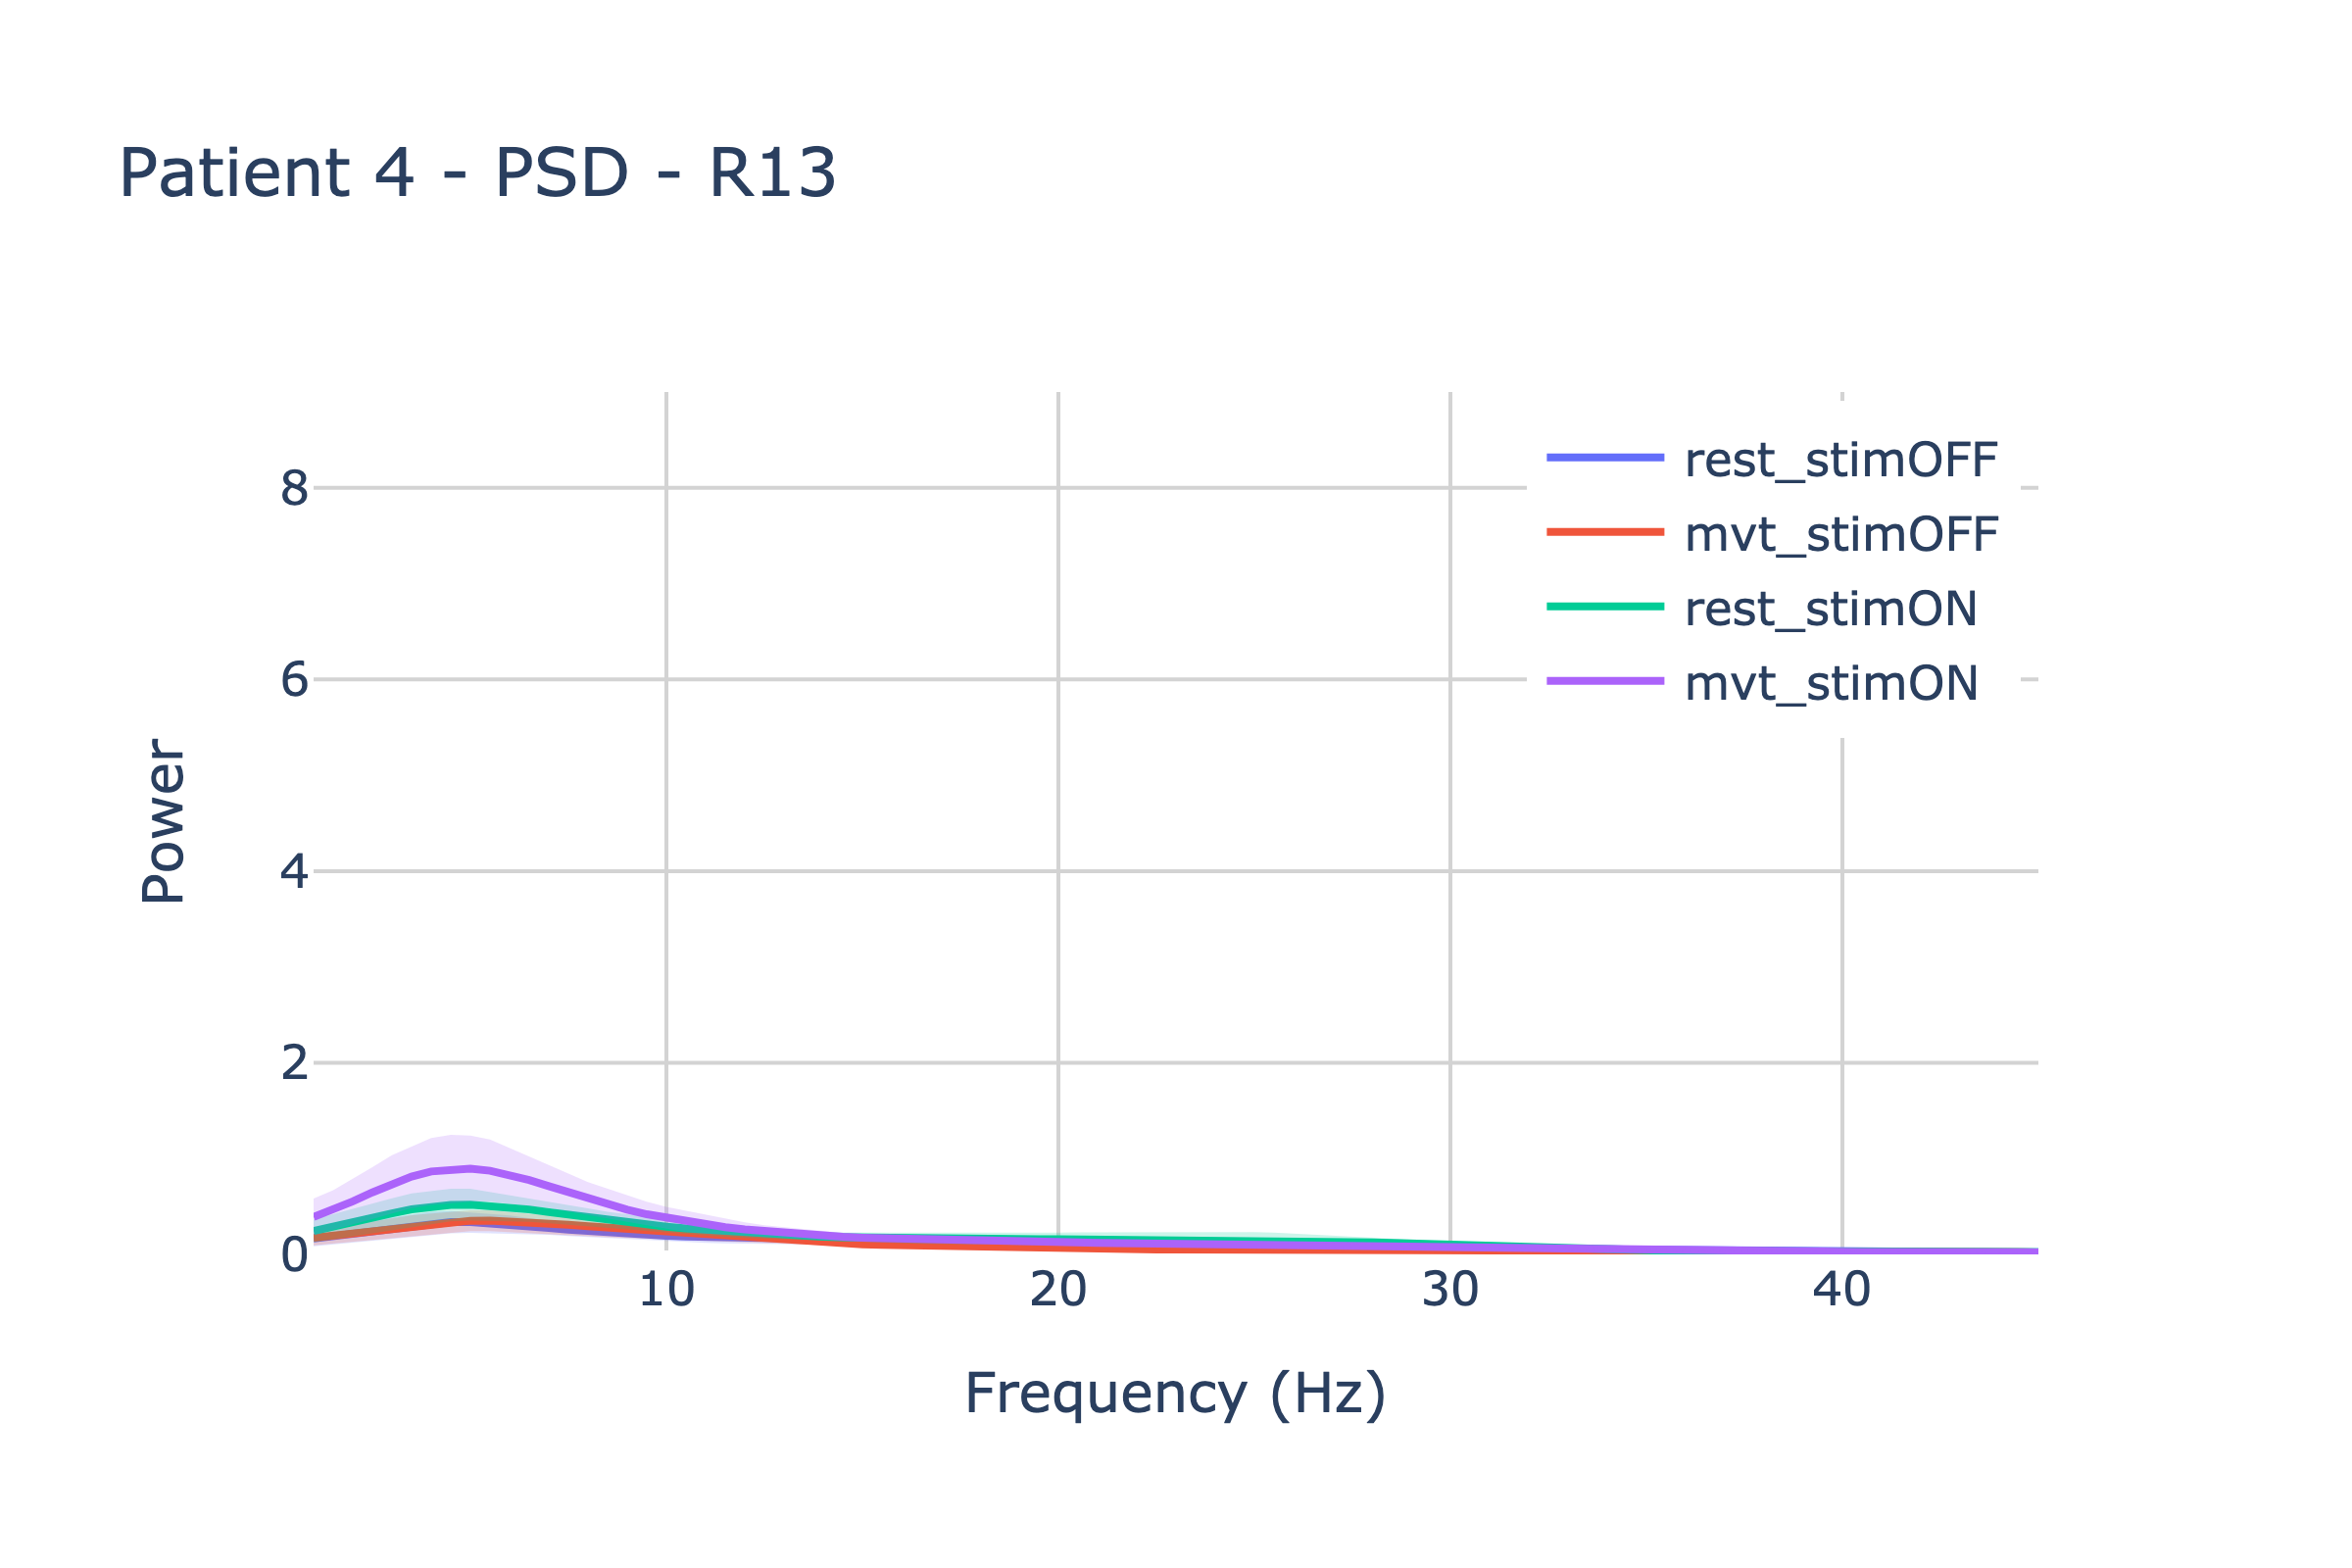 Patient 4 - PSD - R13
rest_stimOFF
mvt_stimOFF
rest_stimON
mvt_stimON
8
6
4
2
0
Power
10
20
30
40
Frequency (Hz)